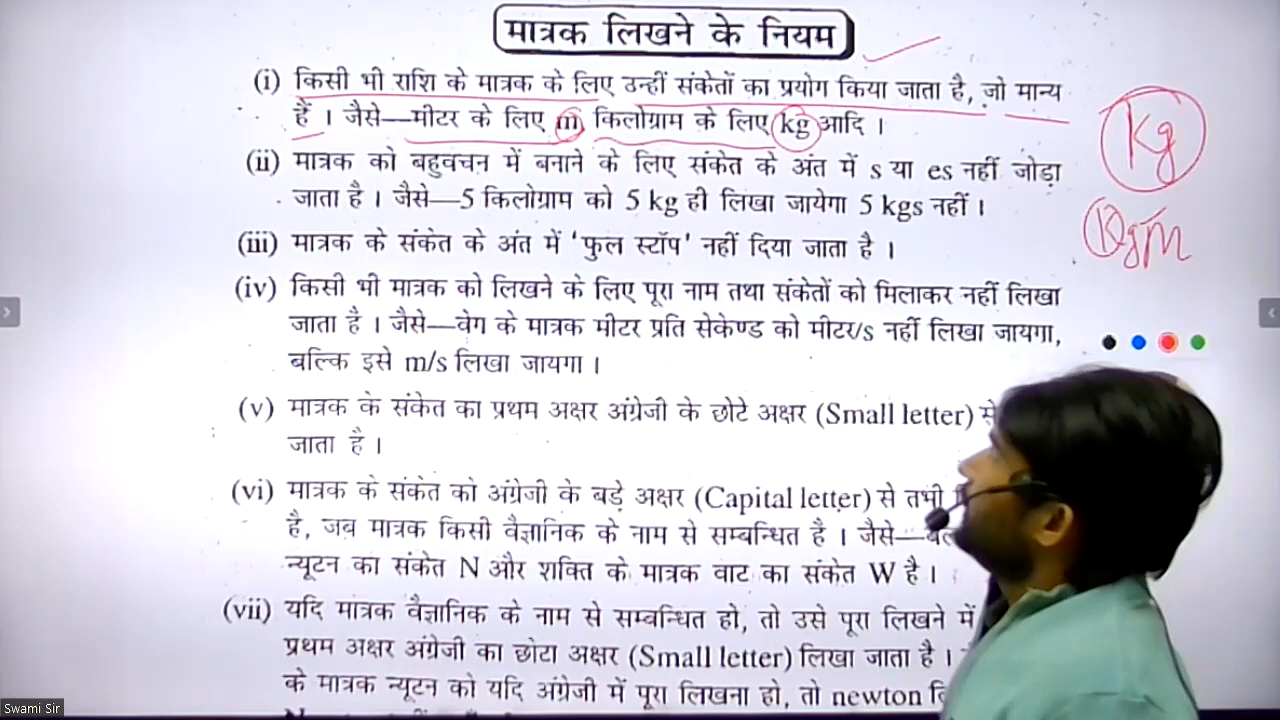 मात्रक लिखने के नियम
(i) किसी भी राशि के मात्रक के लिए उन्हीं संकेतों का प्रयोग किया जाता है, जो मान्य
हैं । जैसे—मीटर के लिए m किलोग्राम के लिए kg आदि ।
Kg
(ii) मात्रक को बहुवचन में बनाने के लिए संकेत के अंत में s या es नहीं जोड़ा
जाता है । जैसे—5 किलोग्राम को 5 kg ही लिखा जायेगा 5 kgs नहीं ।
(iii) मात्रक के संकेत के अंत में 'फुल स्टॉप' नहीं दिया जाता है ।
(iv) किसी भी मात्रक को लिखने के लिए पूरा नाम तथा संकेतों को मिलाकर नहीं लिखा
जाता है । जैसे—वेग के मात्रक मीटर प्रति सेकेण्ड को मीटर/s नहीं लिखा जायगा,
बल्कि इसे m/s लिखा जायगा ।
(v) मात्रक के संकेत का प्रथम अक्षर अंग्रेजी के छोटे अक्षर (Small letter) से
जाता है ।
(vi) मात्रक के संकेत को अंग्रेजी के बड़े अक्षर (Capital letter) से तभी
है, जब मात्रक किसी वैज्ञानिक के नाम से सम्बन्धित है । जैसे—
न्यूटन का संकेत N और शक्ति के मात्रक वाट का संकेत W है ।
(vii) यदि मात्रक वैज्ञानिक के नाम से सम्बन्धित हो, तो उसे पूरा लिखने में
प्रथम अक्षर अंग्रेजी का छोटा अक्षर (Small letter) लिखा जाता है ।
के मात्रक न्यूटन को यदि अंग्रेजी में पूरा लिखना हो, तो newton
Swami Sir